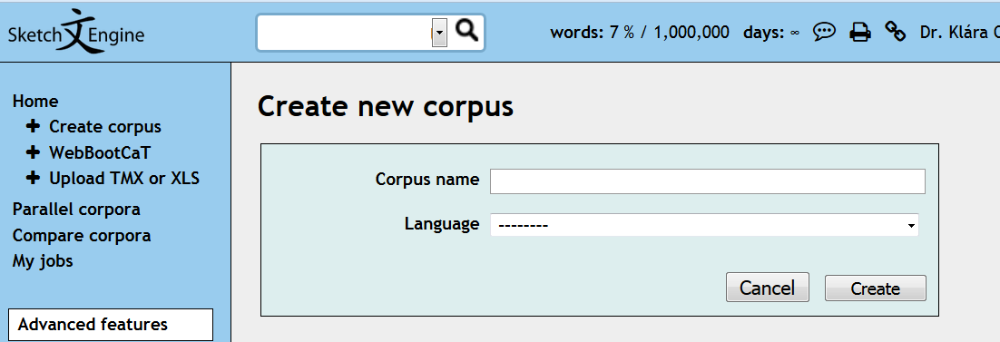 Sketch 文 Engine
words: 7 % / 1,000,000 days: ∞ Dr. Klára
Home
Create corpus
WebBootCaT
Upload TMX or XLS
Parallel corpora
Compare corpora
My jobs
Advanced features
Create new corpus
Corpus name
Language --------
Cancel Create